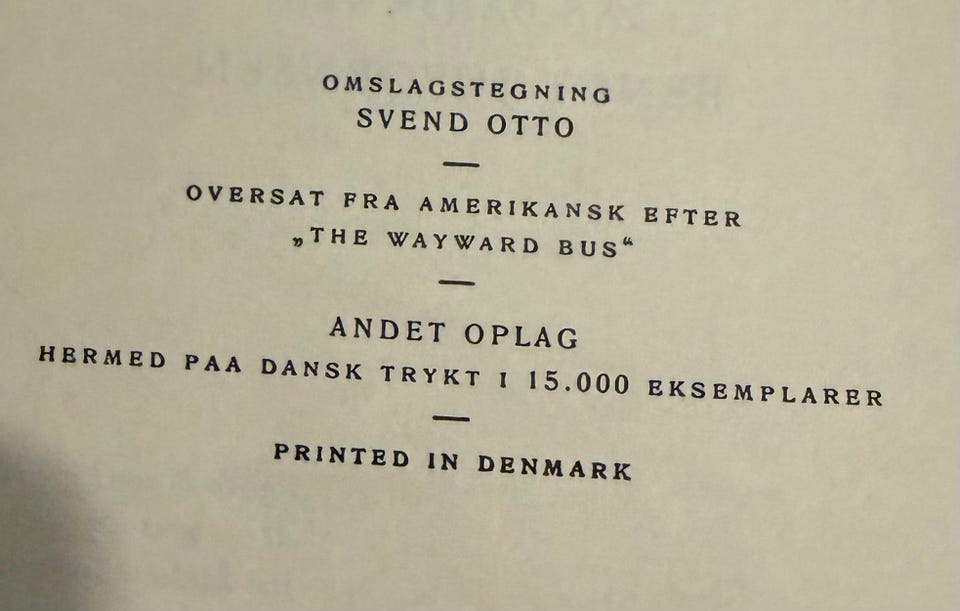 OMSLAGSTEGNING
SVEND OTTO
OVERSAT FRA AMERIKANSK EFTER
„THE WAYWARD BUS“
ANDET OPLAG
HERMED PAA DANSK TRYKT I 15.000 EKSEMPLARER
PRINTED IN DENMARK